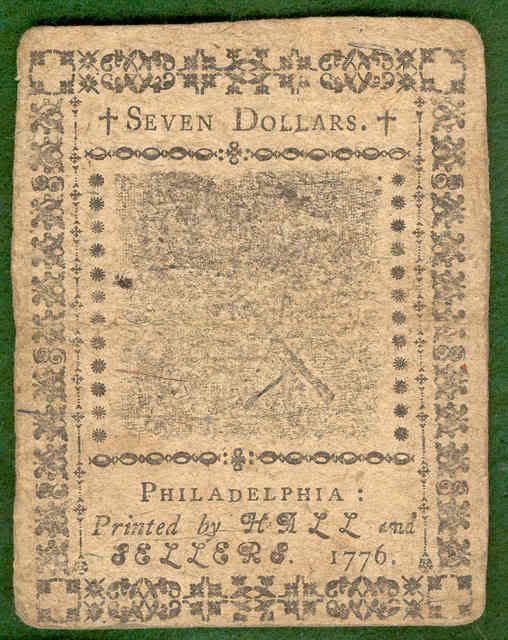 †SEVEN DOLLARS.†
PHILADELPHIA:
Printed by HALL and
SELLERS. 1776.